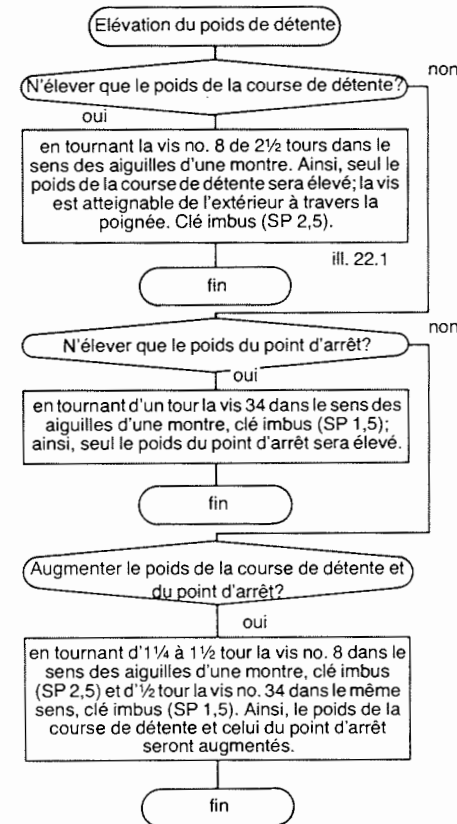 Elévation du poids de détente
non
N'élever que le poids de la course de détente?
oui
en tournant la vis no. 8 de 2½ tours dans le
sens des aiguilles d'une montre. Ainsi, seul le
poids de la course de détente sera élevé; la vis
est atteignable de l'extérieur à travers la
poignée. Clé imbus (SP 2,5).
ill. 22.1
fin
non
N'élever que le poids du point d'arrêt?
oui
en tournant d'un tour la vis 34 dans le sens des
aiguilles d'une montre, clé imbus (SP 1,5);
ainsi, seul le poids du point d'arrêt sera élevé.
fin
Augmenter le poids de la course de détente et
du point d'arrêt?
oui
en tournant d'1¼ à 1½ tour la vis no. 8 dans le
sens des aiguilles d'une montre, clé imbus
(SP 2,5) et d'½ tour la vis no. 34 dans le même
sens, clé imbus (SP 1,5). Ainsi, le poids de la
course de détente et celui du point d'arrêt
seront augmentés.
fin